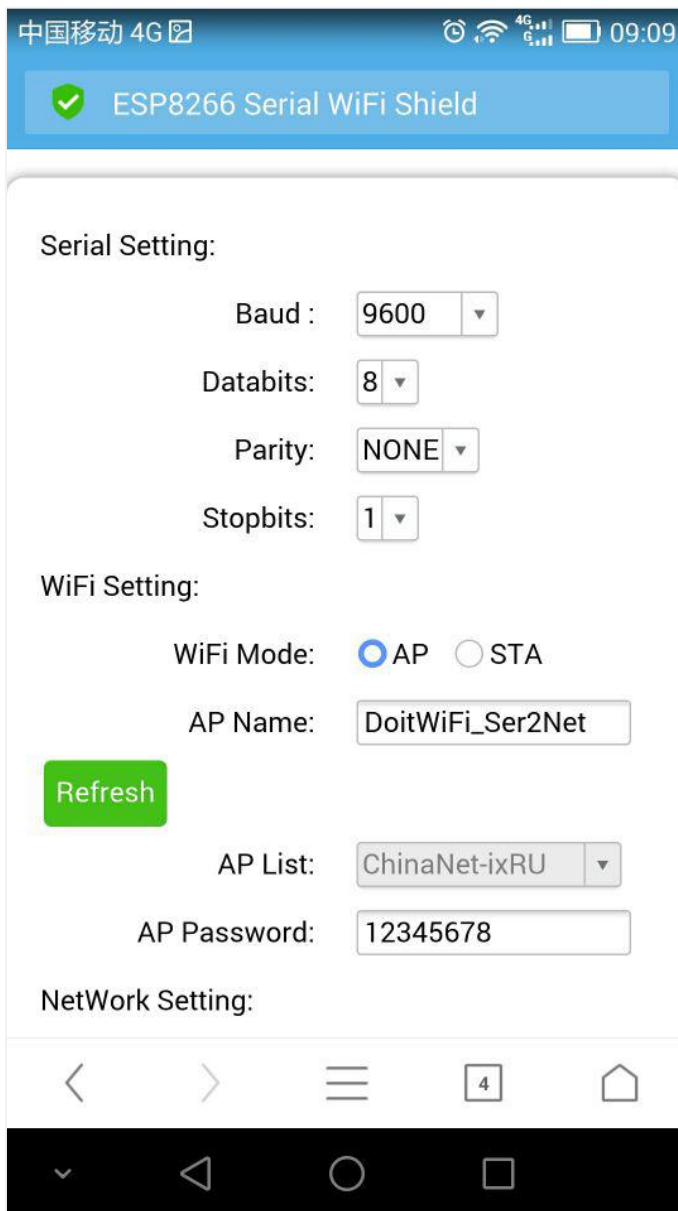 中国移动 4G 4G G 09:09
ESP8266 Serial WiFi Shield
Serial Setting:
Baud : 9600
Databits: 8
Parity: NONE
Stopbits: 1
WiFi Setting:
WiFi Mode: AP STA
AP Name: DoitWiFi_Ser2Net
Refresh
AP List: ChinaNet-ixRU
AP Password: 12345678
NetWork Setting:
4